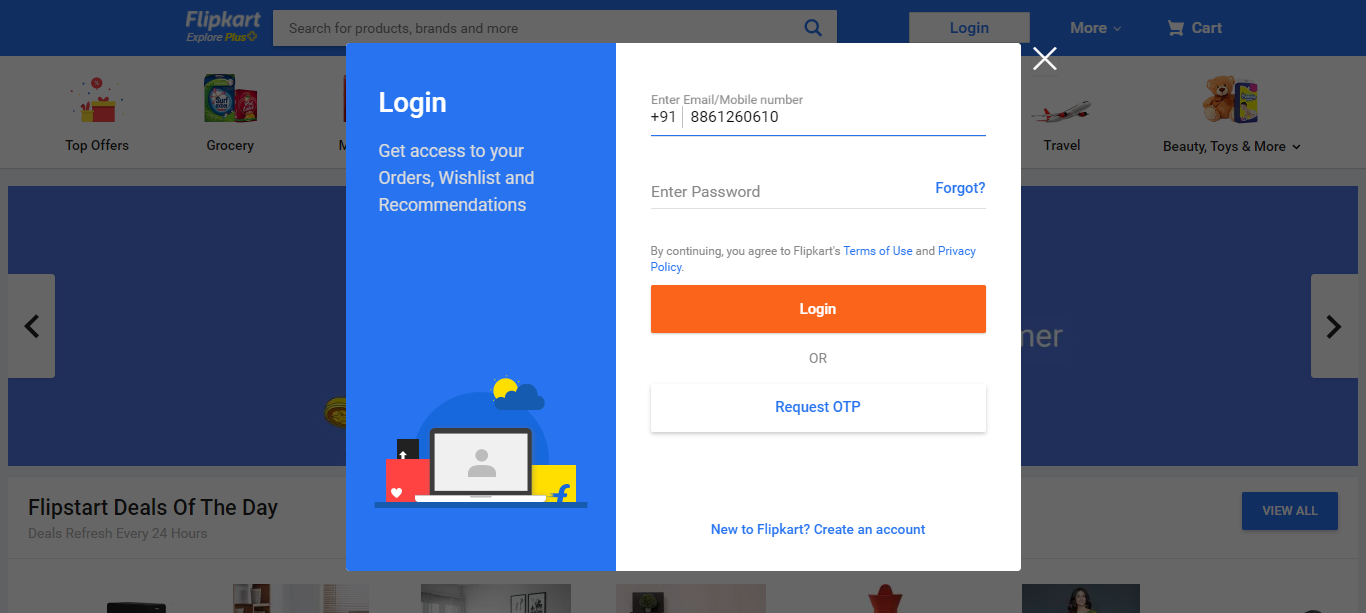 Flipkart
Explore Plus
Search for products, brands and more
Login
More
Cart
Top Offers
Grocery
M
Travel
Beauty, Toys & More
Login
Get access to your
Orders, Wishlist and
Recommendations
Enter Email/Mobile number
+91 8861260610
Enter Password
Forgot?
By continuing, you agree to Flipkart's Terms of Use and Privacy
Policy.
Login
OR
Request OTP
New to Flipkart? Create an account
mer
Flipstart Deals Of The Day
Deals Refresh Every 24 Hours
VIEW ALL